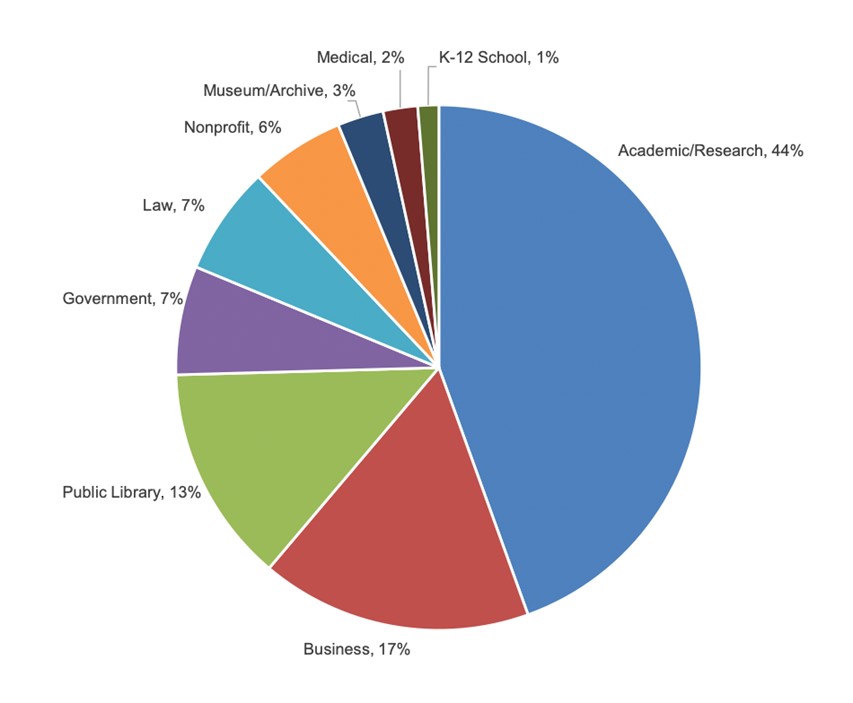 Medical, 2%
K-12 School, 1%
Museum/Archive, 3%
Nonprofit, 6%
Academic/Research, 44%
Law, 7%
Government, 7%
Public Library, 13%
Business, 17%